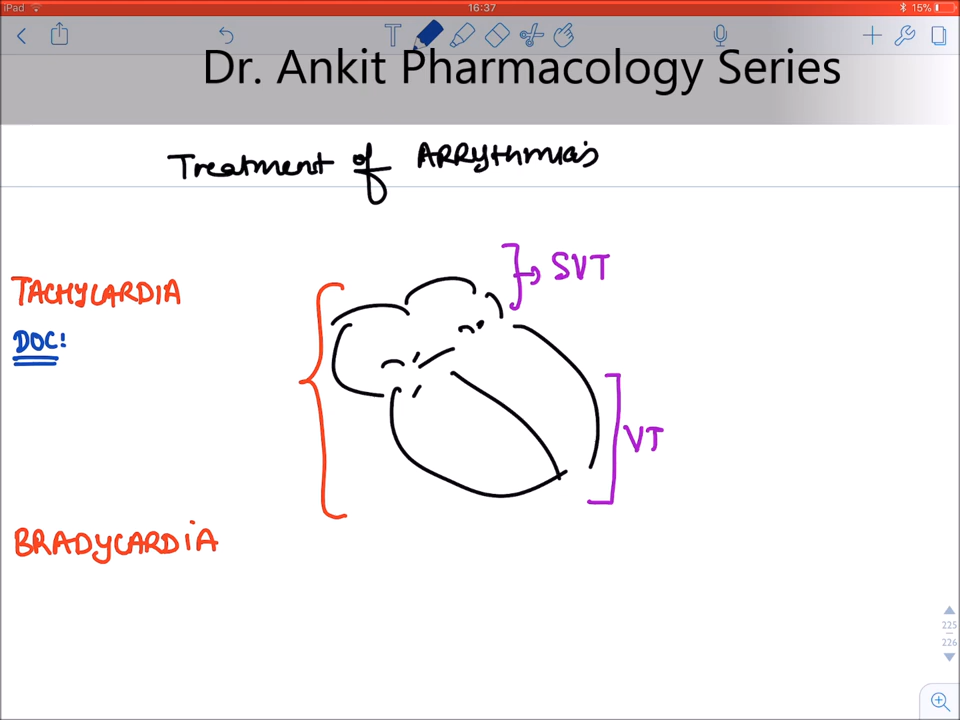 iPad 16:37 15%
T
Dr. Ankit Pharmacology Series
Treatment of ARRythmias
SVT
TACHYCARDIA
DOC:
VT
BRADYCARDiA
225
226